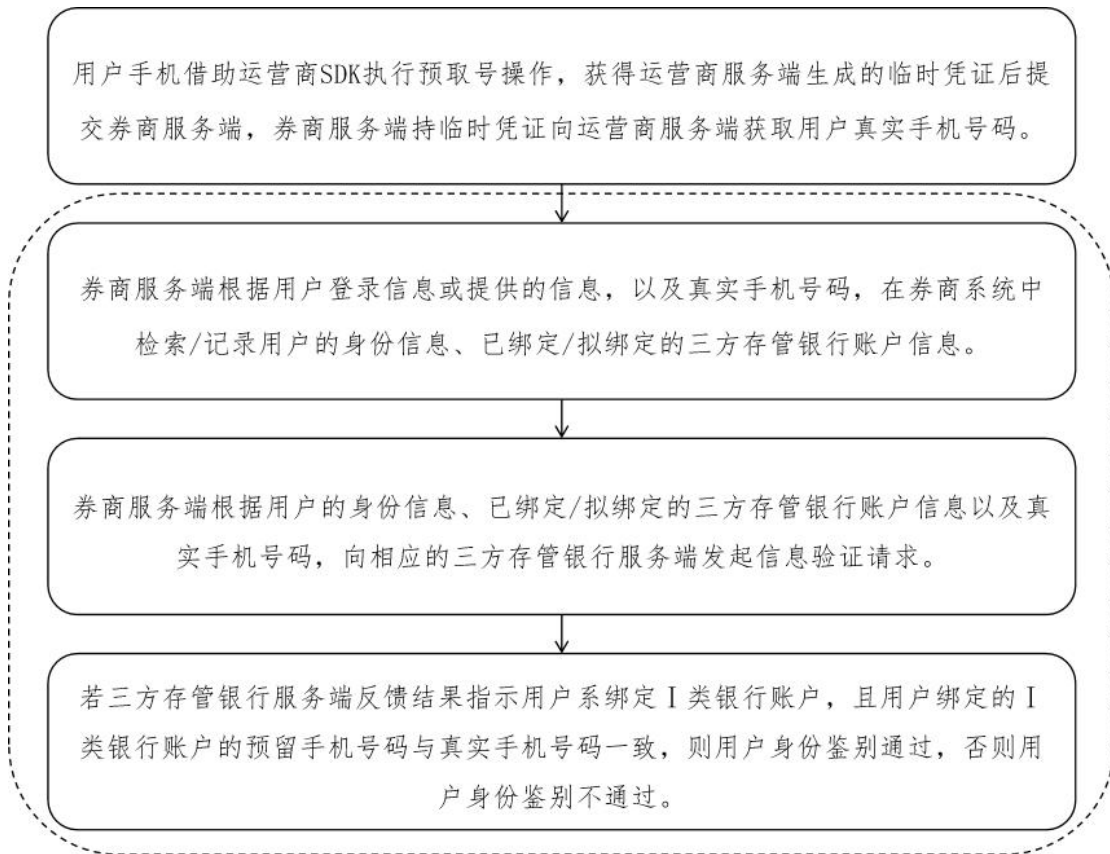 用户手机借助运营商SDK执行预取号操作，获得运营商服务端生成的临时凭证后提
交券商服务端，券商服务端持临时凭证向运营商服务端获取用户真实手机号码。
券商服务端根据用户登录信息或提供的信息，以及真实手机号码，在券商系统中
检索/记录用户的身份信息、已绑定/拟绑定的三方存管银行账户信息。
券商服务端根据用户的身份信息、已绑定/拟绑定的三方存管银行账户信息以及真
实手机号码，向相应的三方存管银行服务端发起信息验证请求。
若三方存管银行服务端反馈结果指示用户系绑定Ⅰ类银行账户，且用户绑定的Ⅰ
类银行账户的预留手机号码与真实手机号码一致，则用户身份鉴别通过，否则用
户身份鉴别不通过。